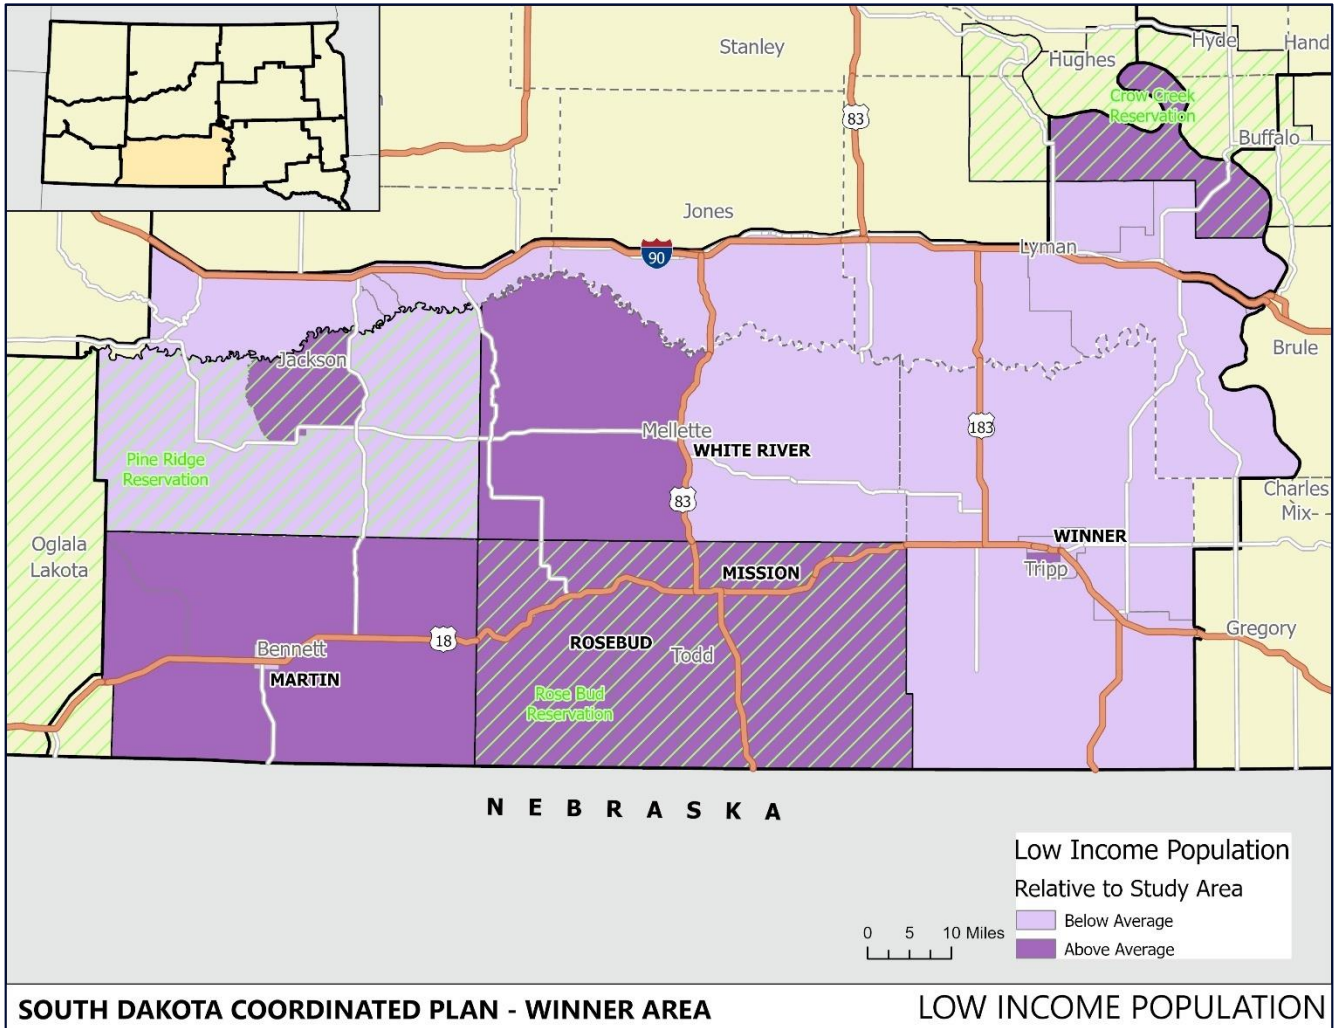 Stanley
Hyde
Hand
Hughes
Crow Creek
Reservation
83
Buffalo
Jones
90
Lyman
Brule
Jackson
183
Mellette
WHITE RIVER
Pine Ridge
Reservation
83
Charles
Mix
Oglala
Lakota
WINNER
Tripp
MISSION
18
ROSEBUD
Todd
Gregory
Bennett
MARTIN
Rose Bud
Reservation
NEBRASKA
Low Income Population
Relative to Study Area
Below Average
Above Average
0 5 10 Miles
SOUTH DAKOTA COORDINATED PLAN - WINNER AREA
LOW INCOME POPULATION